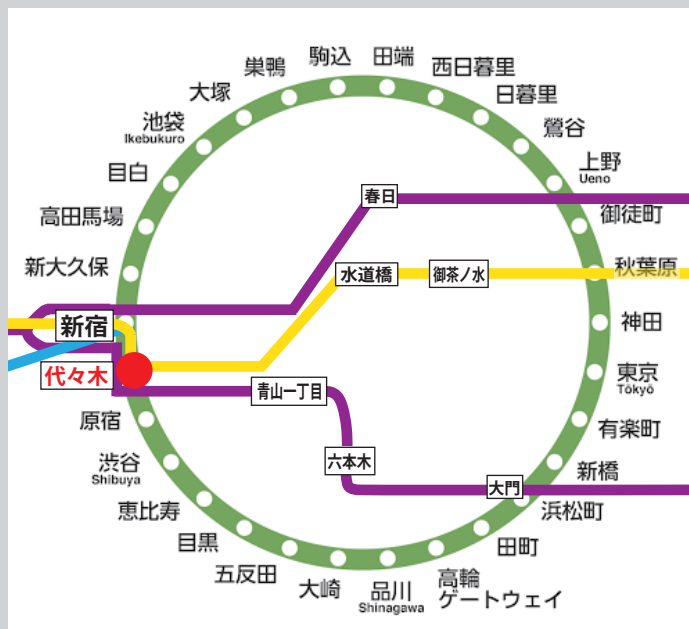 駒込
田端
巣鴨
西日暮里
大塚
日暮里
池袋
Ikebukuro
鶯谷
目白
上野
Ueno
春日
高田馬場
御徒町
新大久保
水道橋
御茶ノ水
秋葉原
新宿
神田
代々木
東京
Tōkyō
青山一丁目
原宿
有楽町
渋谷
Shibuya
六本木
新橋
大門
恵比寿
浜松町
目黒
田町
五反田
大崎
品川
Shinagawa
高輪
ゲートウェイ